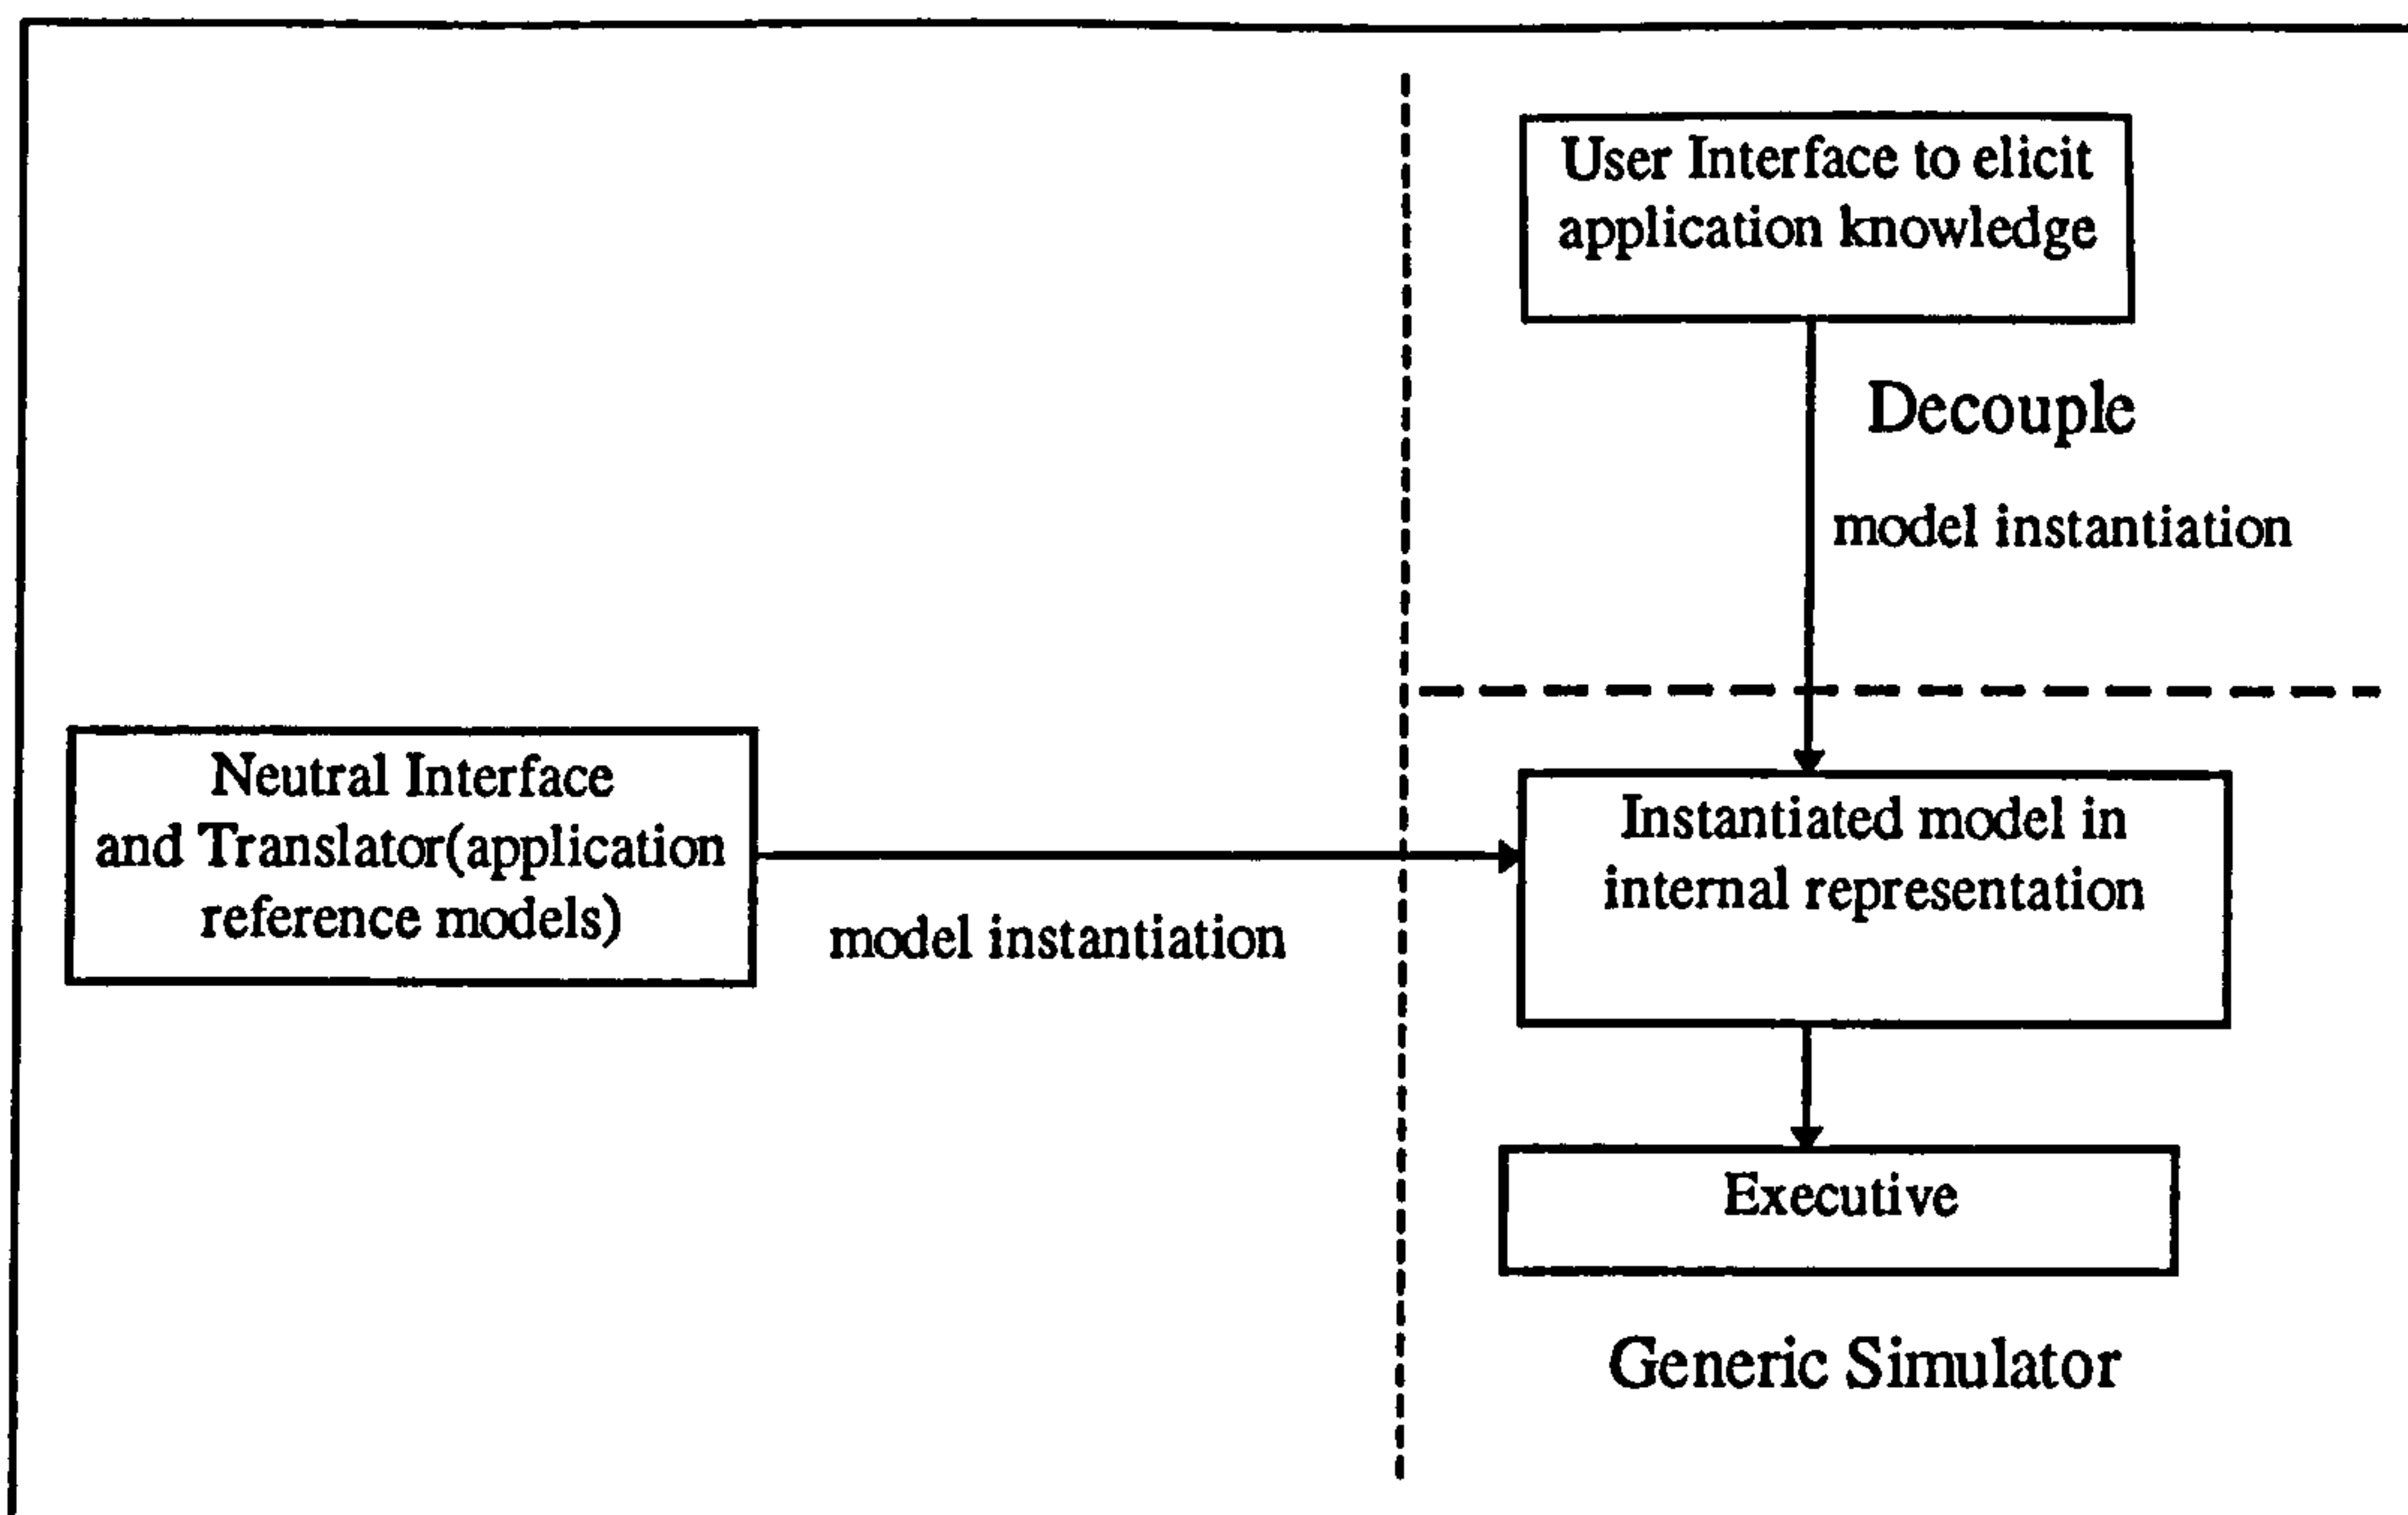 User Interface to elicit
application knowledge
Decouple
model instantiation
Neutral Interface
and Translator(application
reference models)
model instantiation
Instantiated model in
internal representation
Executive
Generic Simulator